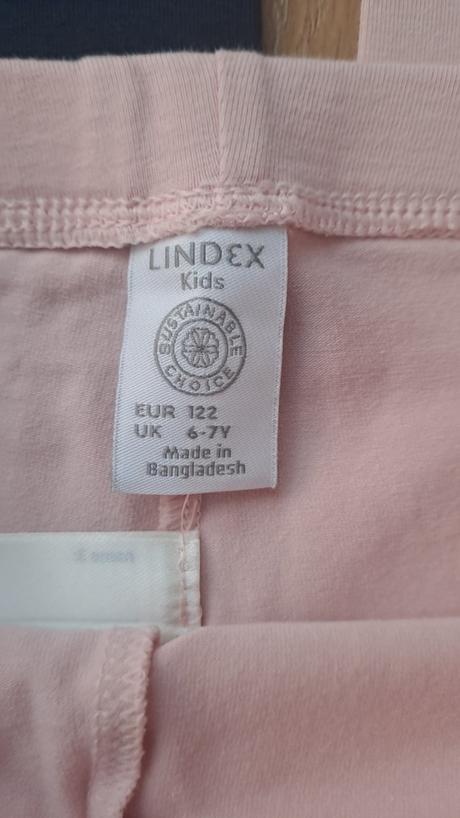 LINDEX
Kids
SUSTAINABLE
CHOICE
EUR 122
UK 6-7Y
Made in
Bangladesh